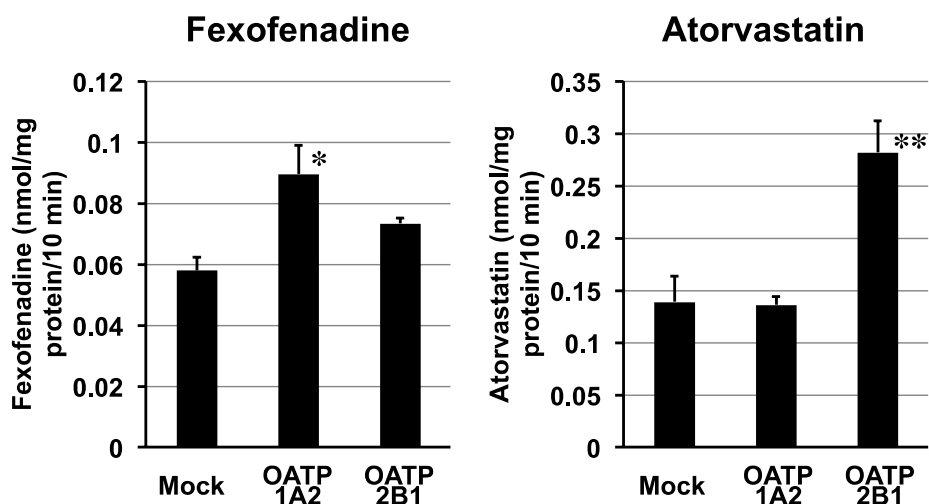 Fexofenadine
Fexofenadine (nmol/mg
protein/10 min)
0.12
0.1
0.08
0.06
0.04
0.02
0
*
Mock
OATP
1A2
OATP
2B1
Atorvastatin
Atorvastatin (nmol/mg
protein/10 min)
0.35
0.3
0.25
0.2
0.15
0.1
0.05
0
**
Mock
OATP
1A2
OATP
2B1